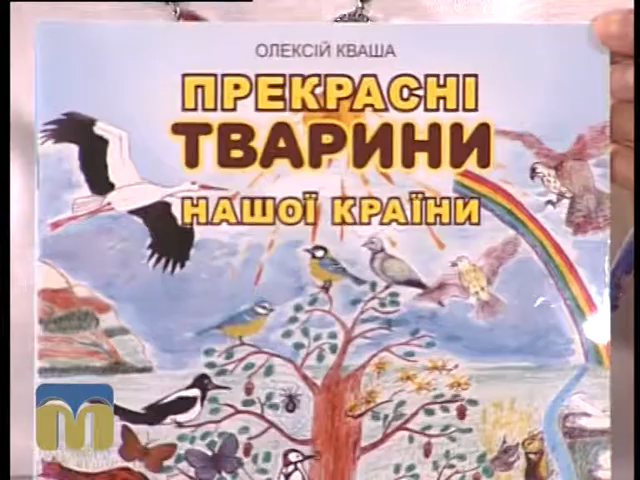 ОЛЕКСІЙ КВАША
ПРЕКРАСНІ
ТВАРИНИ
НАШОЇ КРАЇНИ
М